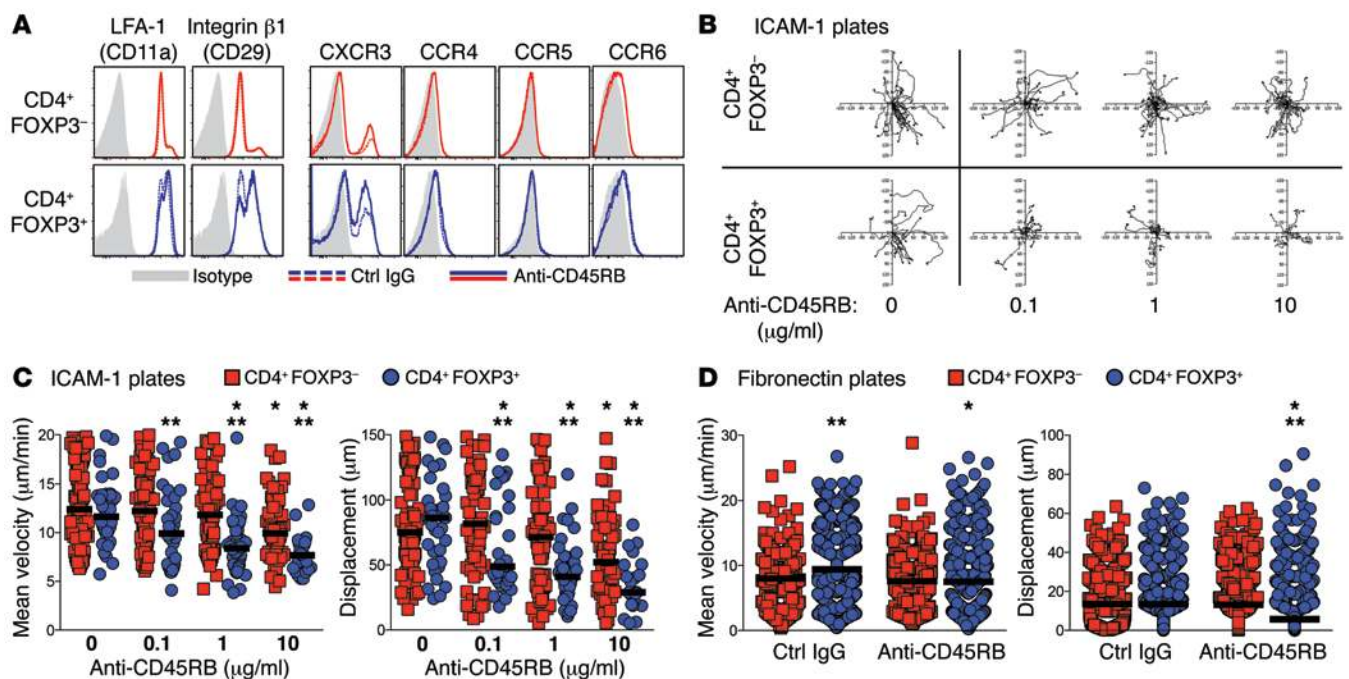 A
LFA-1
(CD11a)
Integrin β1
(CD29)
CXCR3
CCR4
CCR5
CCR6
CD4⁺
FOXP3⁻
CD4⁺
FOXP3⁺
Isotype
Ctrl IgG
Anti-CD45RB
B
ICAM-1 plates
CD4⁺
FOXP3⁻
CD4⁺
FOXP3⁺
Anti-CD45RB: 0 0.1 1 10
(μg/ml)
C
ICAM-1 plates
CD4⁺ FOXP3⁻
CD4⁺ FOXP3⁺
Mean velocity (μm/min)
20
15
10
5
0
** * ** * * **
0 0.1 1 10
Anti-CD45RB (μg/ml)
Displacement (μm)
150
100
50
0
* ** * ** * * **
0 0.1 1 10
Anti-CD45RB (μg/ml)
D
Fibronectin plates
CD4⁺ FOXP3⁻
CD4⁺ FOXP3⁺
Mean velocity (μm/min)
30
20
10
0
** *
Ctrl IgG Anti-CD45RB
Displacement (μm)
100
80
60
40
20
0
* **
Ctrl IgG Anti-CD45RB